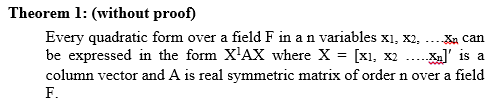 Theorem 1: (without proof)
Every quadratic form over a field F in a n variables x1, x2, ....xn can
be expressed in the form X¹AX where X = [x1, x2 .....xn]' is a
column vector and A is real symmetric matrix of order n over a field
F.